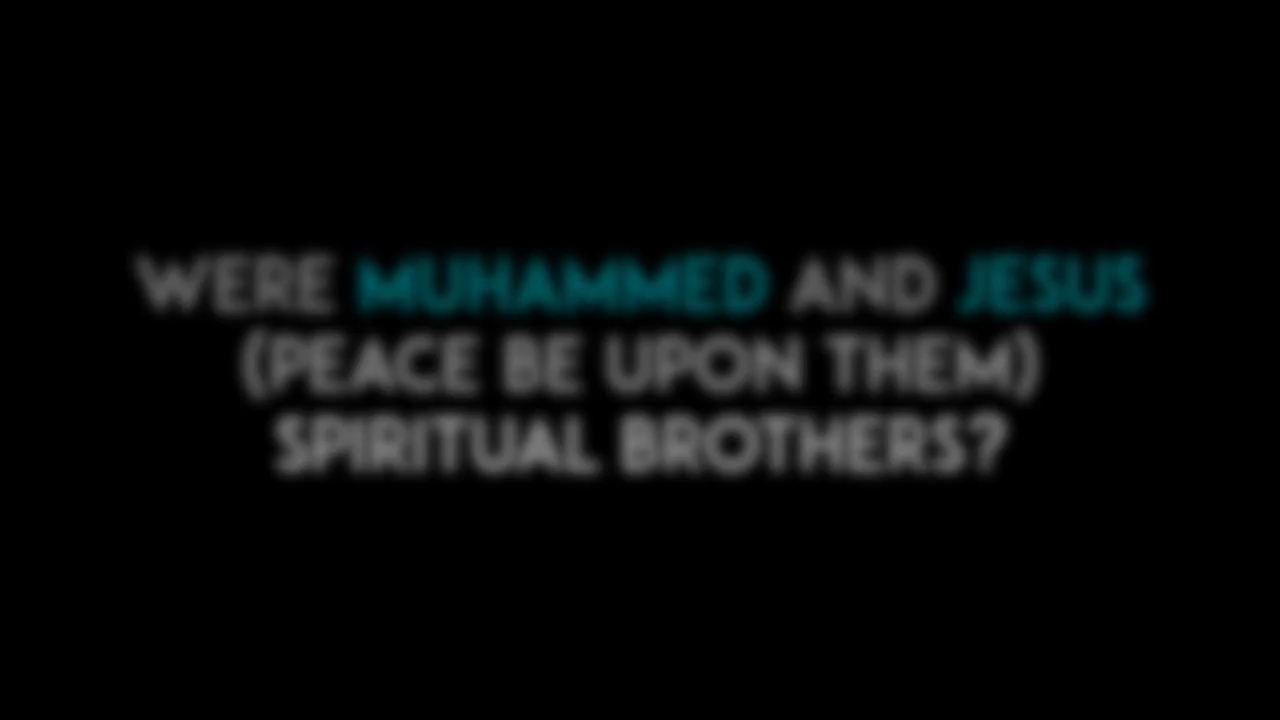 WERE MUHAMMED AND JESUS
(PEACE BE UPON THEM)
SPIRITUAL BROTHERS?